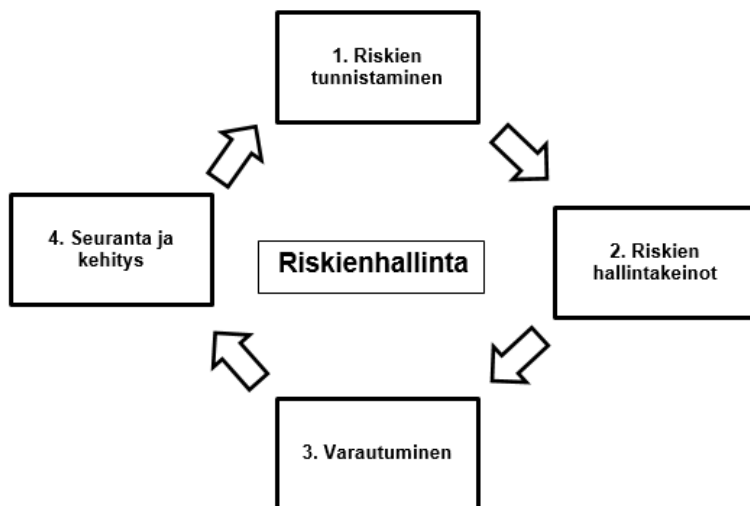 1. Riskien
tunnistaminen
2. Riskien
hallintakeinot
3. Varautuminen
4. Seuranta ja
kehitys
Riskienhallinta